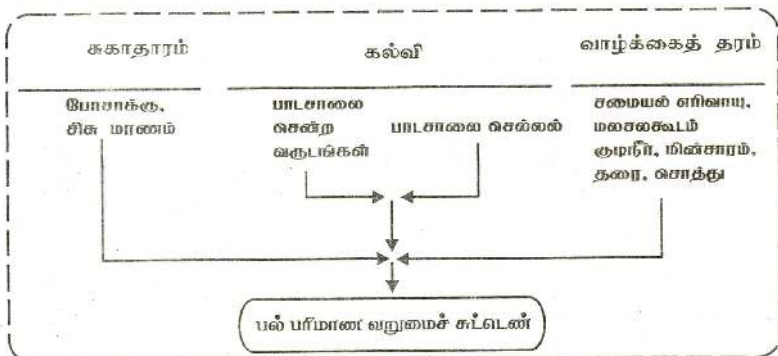 சுகாதாரம்
கல்வி
வாழ்க்கைத் தரம்
போசாக்கு,
சிசு மரணம்
பாடசாலை
சென்ற
வருடங்கள்
பாடசாலை செல்லல்
சமையல் எரிவாயு,
மலசலகூடம்
குடிநீர், மின்சாரம்,
தரை, சொத்து
பல் பரிமாண வறுமைச் சுட்டெண்